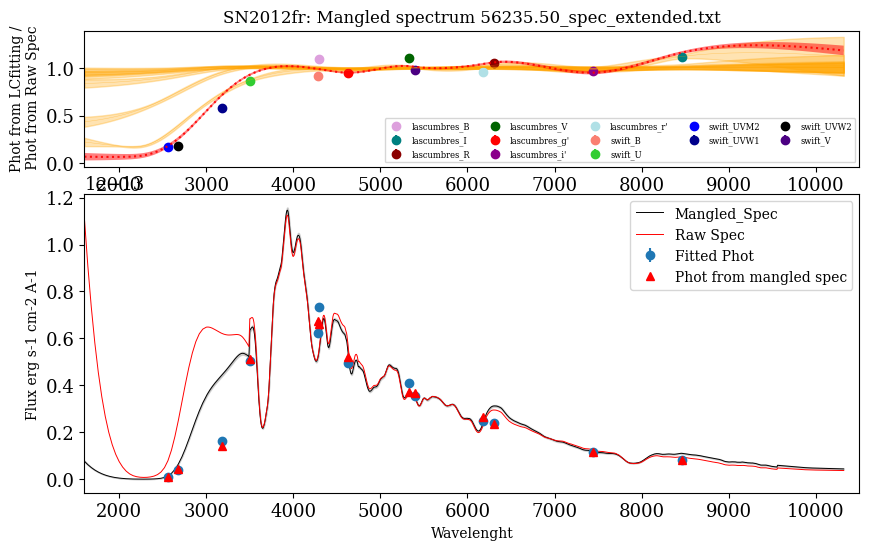 SN2012fr: Mangled spectrum 56235.50_spec_extended.txt
Phot from LCfitting /
Phot from Raw Spec
1.0
0.5
0.0
lascumbres_B
lascumbres_I
lascumbres_R
lascumbres_V
lascumbres_g'
lascumbres_i'
lascumbres_r'
swift_B
swift_U
swift_UVM2
swift_UVW1
swift_UVW2
swift_V
2000 3000 4000 5000 6000 7000 8000 9000 10000
1e-13
Flux erg s-1 cm-2 A-1
1.2
1.0
0.8
0.6
0.4
0.2
0.0
Mangled_Spec
Raw Spec
Fitted Phot
Phot from mangled spec
2000 3000 4000 5000 6000 7000 8000 9000 10000
Wavelenght